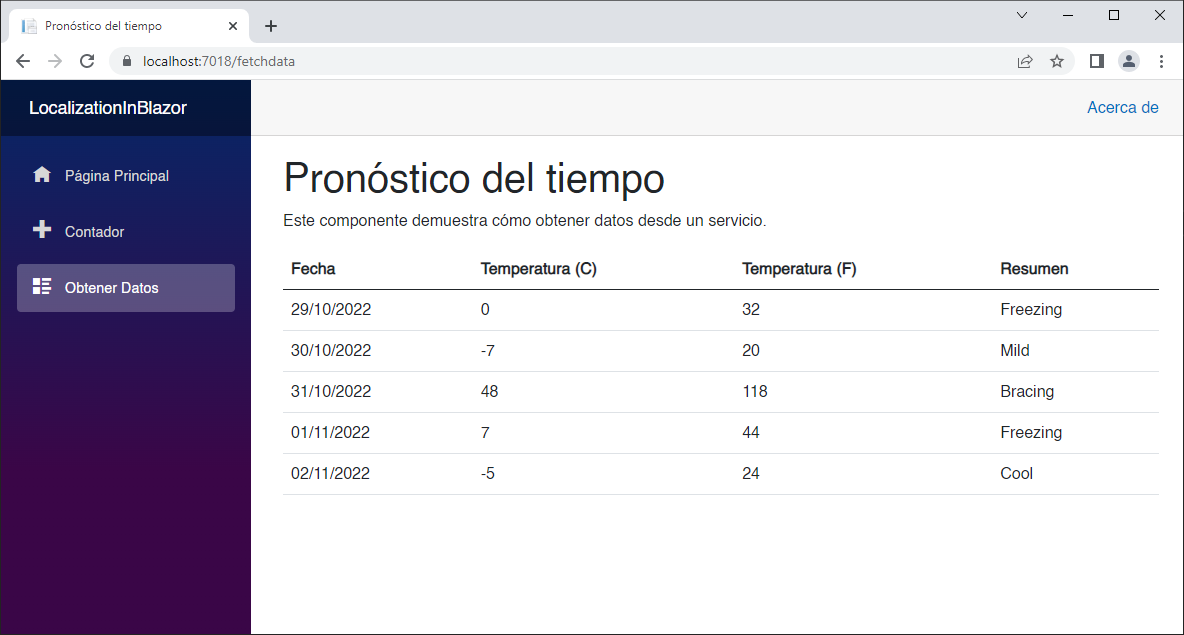 Pronóstico del tiempo
localhost:7018/fetchdata
LocalizationInBlazor
Acerca de
Página Principal
Contador
Obtener Datos
Pronóstico del tiempo
Este componente demuestra cómo obtener datos desde un servicio.
Fecha Temperatura (C) Temperatura (F) Resumen
29/10/2022 0 32 Freezing
30/10/2022 -7 20 Mild
31/10/2022 48 118 Bracing
01/11/2022 7 44 Freezing
02/11/2022 -5 24 Cool